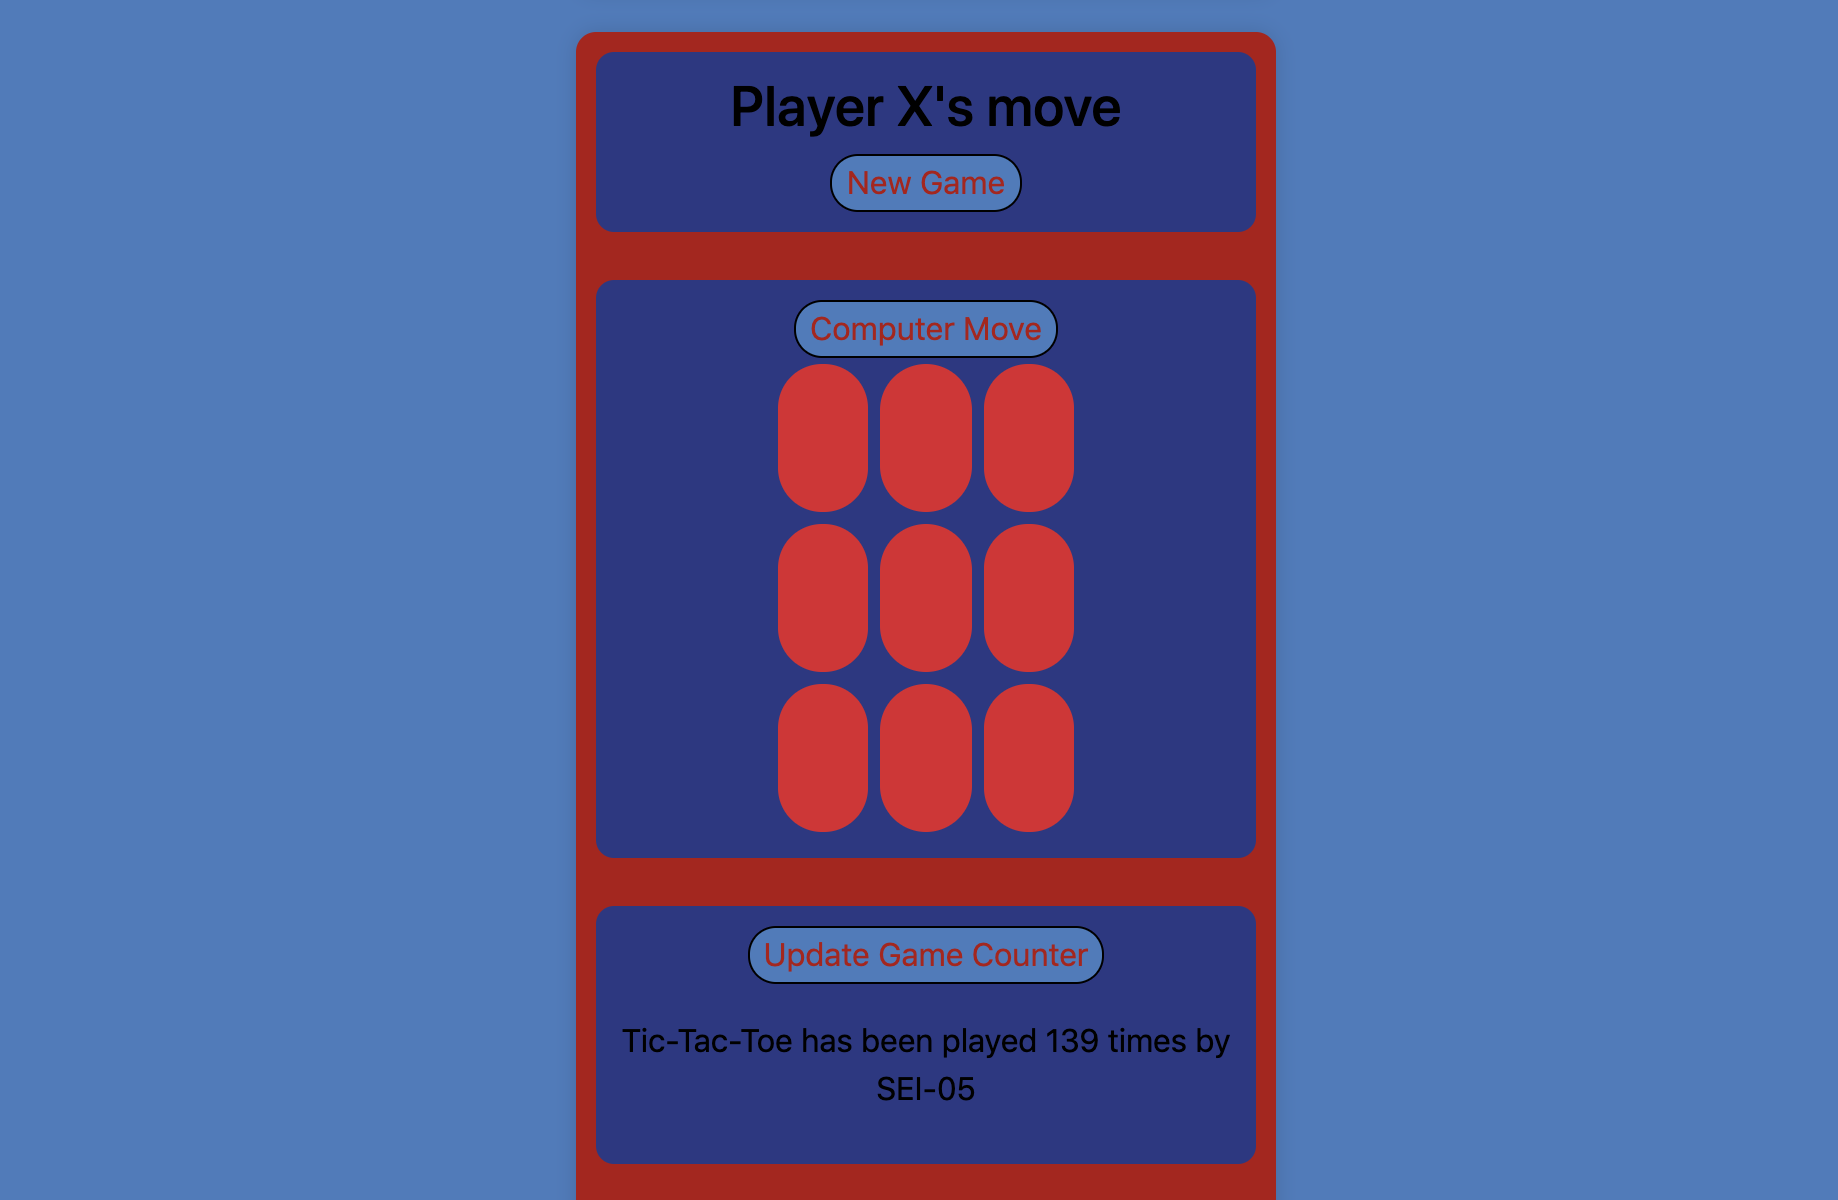 Player X's move
New Game
Computer Move
Update Game Counter
Tic-Tac-Toe has been played 139 times by
SEI-05